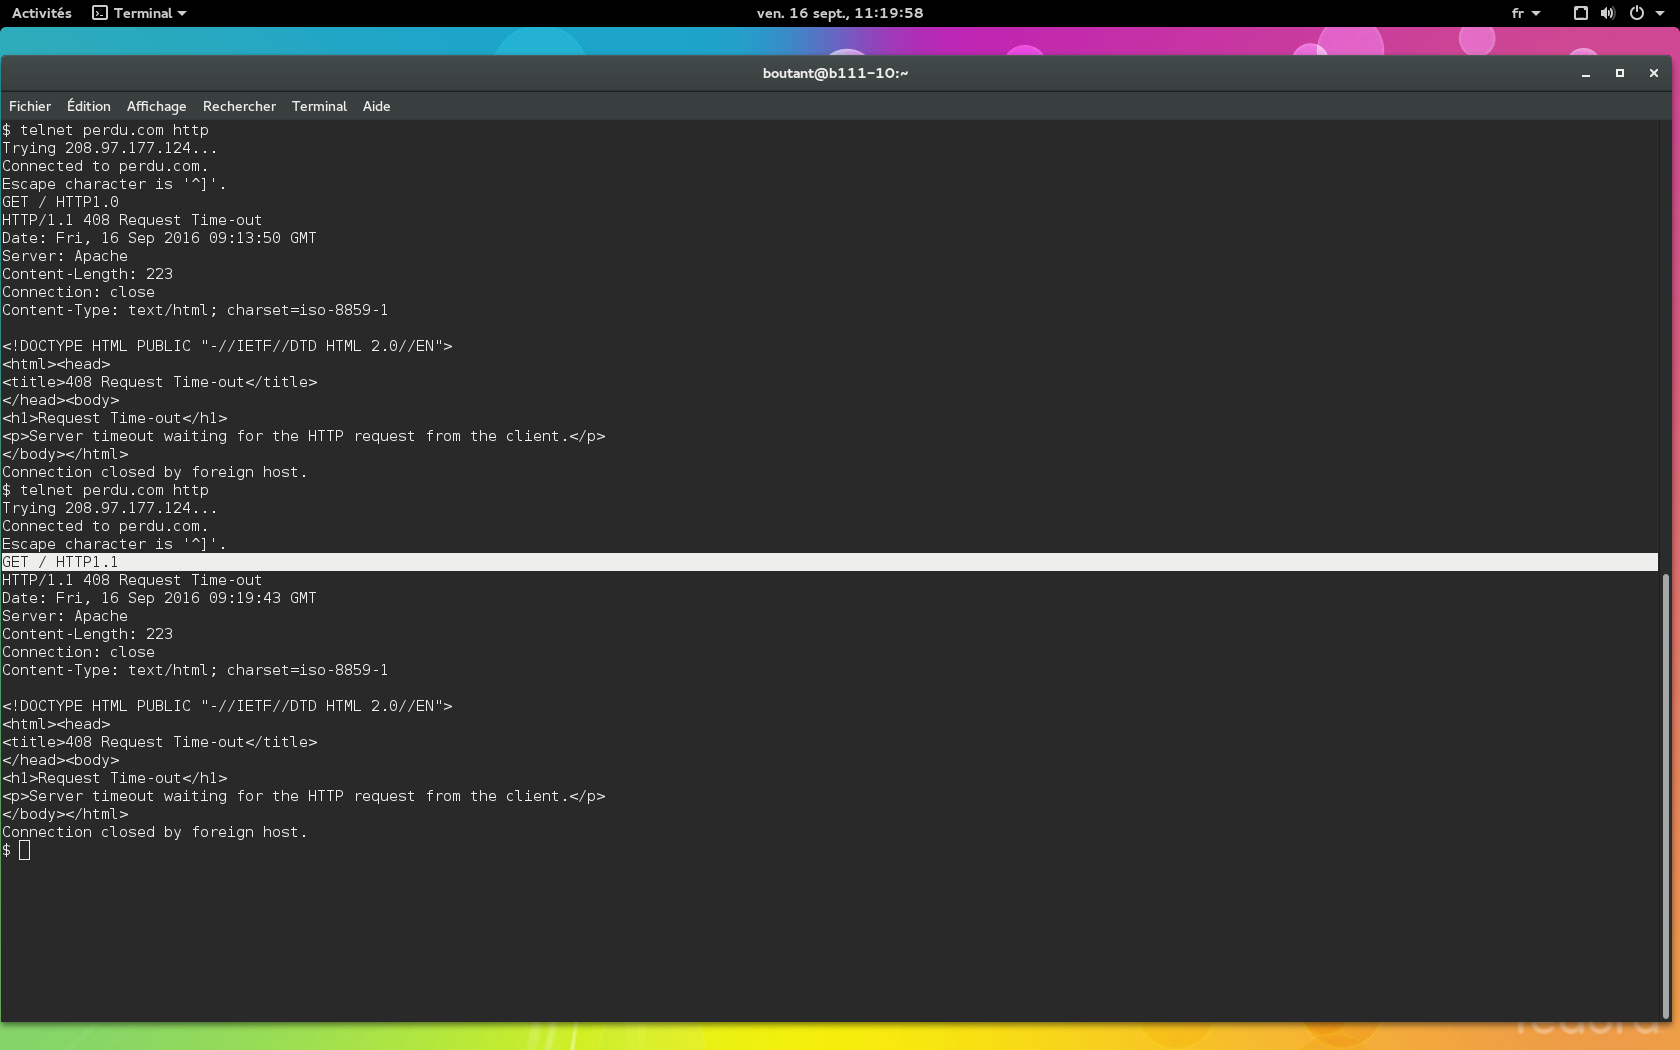 Activités Terminal ven. 16 sept., 11:19:58 fr
boutant@b111-10:~
Fichier Édition Affichage Rechercher Terminal Aide
$ telnet perdu.com http
Trying 208.97.177.124...
Connected to perdu.com.
Escape character is '^]'.
GET / HTTP1.0
HTTP/1.1 408 Request Time-out
Date: Fri, 16 Sep 2016 09:13:50 GMT
Server: Apache
Content-Length: 223
Connection: close
Content-Type: text/html; charset=iso-8859-1

<!DOCTYPE HTML PUBLIC "-//IETF//DTD HTML 2.0//EN">
<html><head>
<title>408 Request Time-out</title>
</head><body>
<h1>Request Time-out</h1>
<p>Server timeout waiting for the HTTP request from the client.</p>
</body></html>
Connection closed by foreign host.
$ telnet perdu.com http
Trying 208.97.177.124...
Connected to perdu.com.
Escape character is '^]'.
GET / HTTP1.1
HTTP/1.1 408 Request Time-out
Date: Fri, 16 Sep 2016 09:19:43 GMT
Server: Apache
Content-Length: 223
Connection: close
Content-Type: text/html; charset=iso-8859-1

<!DOCTYPE HTML PUBLIC "-//IETF//DTD HTML 2.0//EN">
<html><head>
<title>408 Request Time-out</title>
</head><body>
<h1>Request Time-out</h1>
<p>Server timeout waiting for the HTTP request from the client.</p>
</body></html>
Connection closed by foreign host.
$
fedora